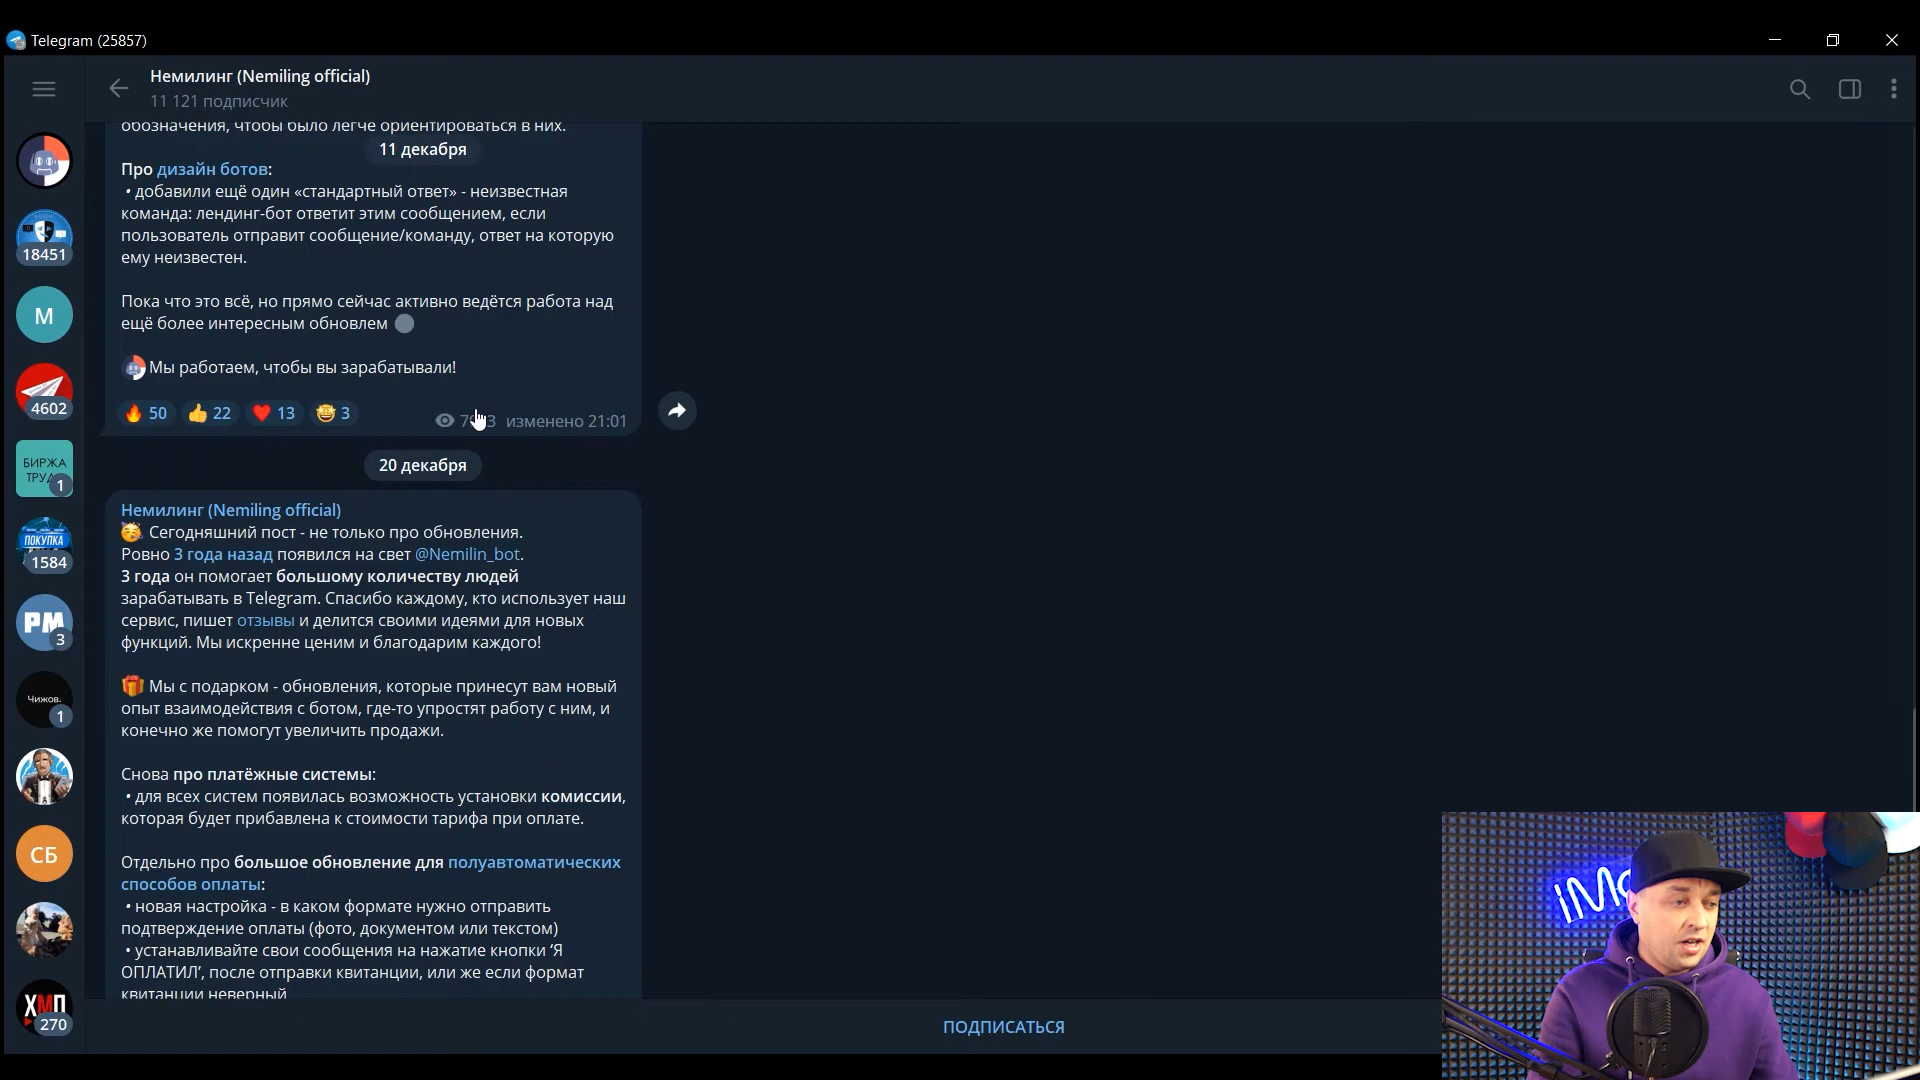 Telegram (25857)
Немилинг (Nemiling official)
11 121 подписчик
обозначения, чтобы было легче ориентироваться в них.
11 декабря
Про дизайн ботов:
• добавили ещё один «стандартный ответ» - неизвестная
команда: лендинг-бот ответит этим сообщением, если
пользователь отправит сообщение/команду, ответ на которую
ему неизвестен.
Пока что это всё, но прямо сейчас активно ведётся работа над
ещё более интересным обновлем
Мы работаем, чтобы вы зарабатывали!
50 22 13 3
изменено 21:01
20 декабря
Немилинг (Nemiling official)
Сегодняшний пост - не только про обновления.
Ровно 3 года назад появился на свет @Nemilin_bot.
3 года он помогает большому количеству людей
зарабатывать в Telegram. Спасибо каждому, кто использует наш
сервис, пишет отзывы и делится своими идеями для новых
функций. Мы искренне ценим и благодарим каждого!
Мы с подарком - обновления, которые принесут вам новый
опыт взаимодействия с ботом, где-то упростят работу с ним, и
конечно же помогут увеличить продажи.
Снова про платёжные системы:
• для всех систем появилась возможность установки комиссии,
которая будет прибавлена к стоимости тарифа при оплате.
Отдельно про большое обновление для полуавтоматических
способов оплаты:
• новая настройка - в каком формате нужно отправить
подтверждение оплаты (фото, документом или текстом)
• устанавливайте свои сообщения на нажатие кнопки ‘Я
ОПЛАТИЛ’, после отправки квитанции, или же если формат
квитанции неверный
ПОДПИСАТЬСЯ
18451
М
4602
БИРЖА
1
ПОКУПКА
1584
РМ
3
Чижов.
1
СБ
ХМП
270